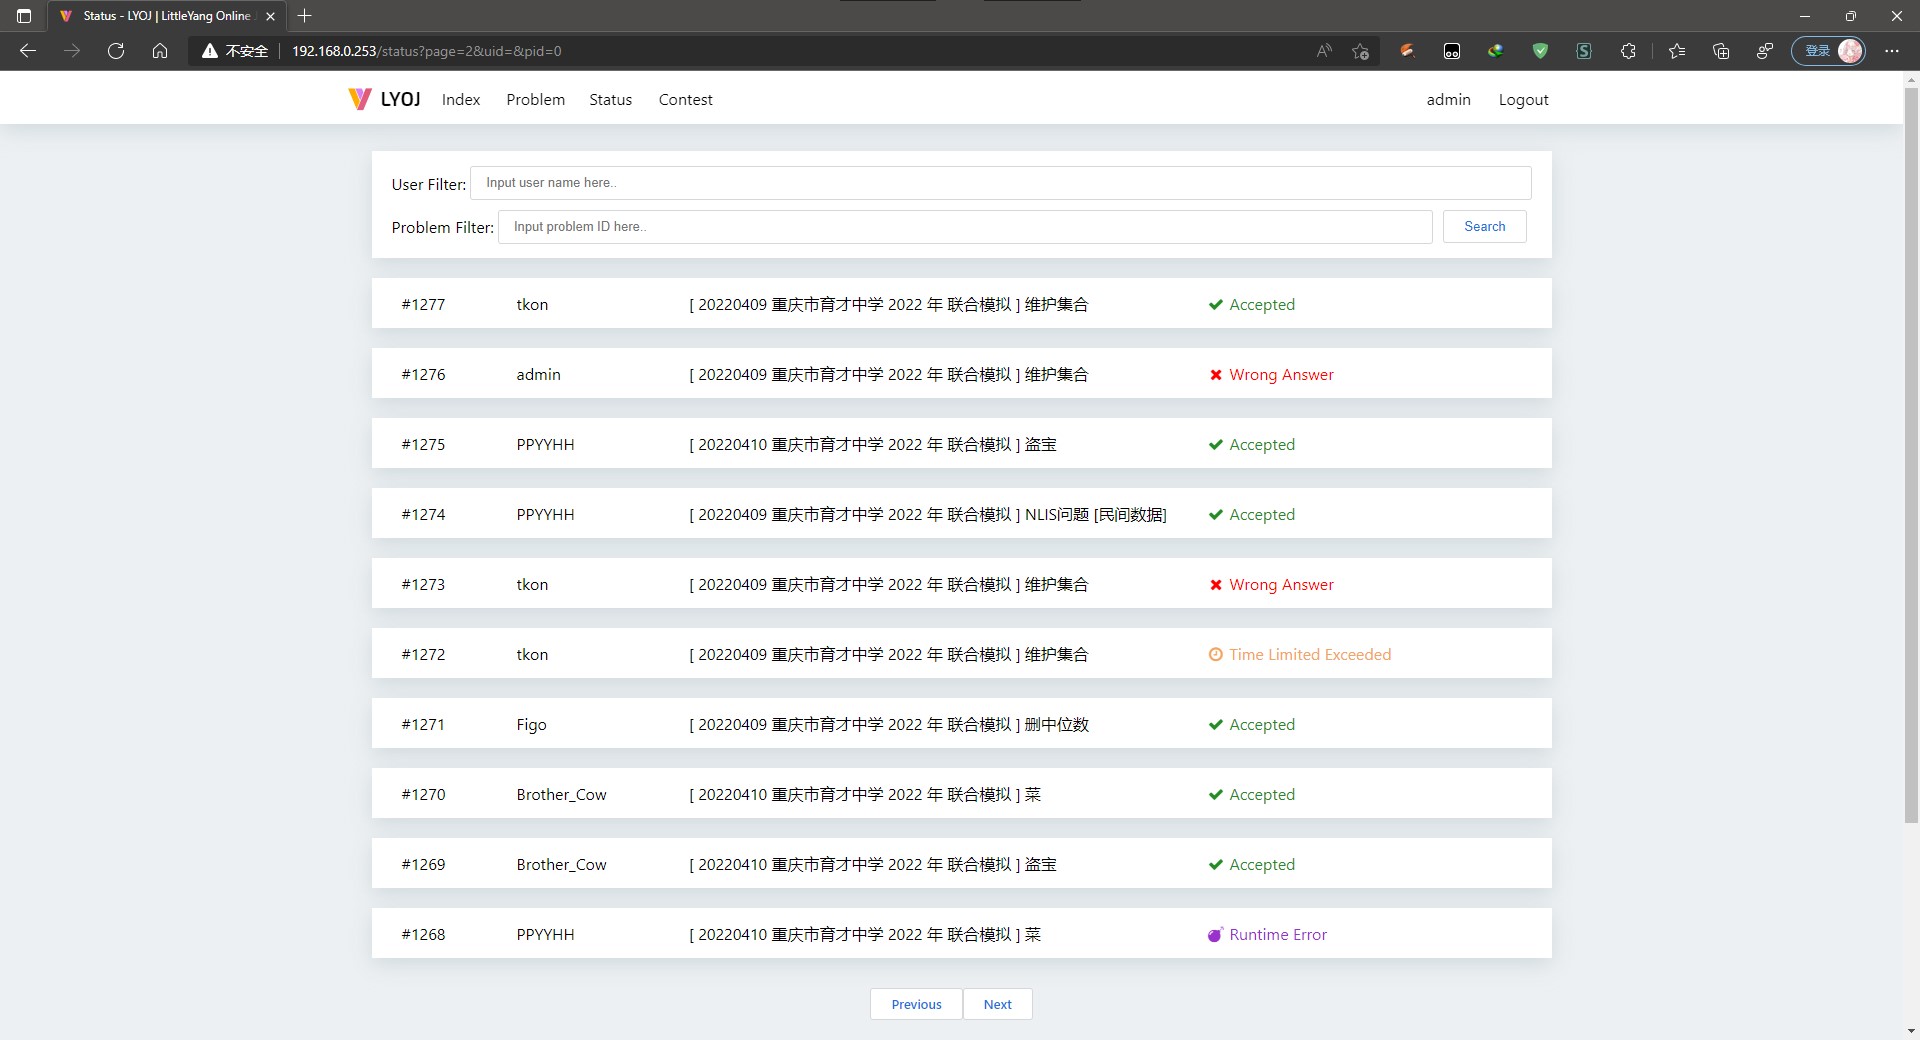 Status - LYOJ | LittleYang Online
不安全 192.168.0.253/status?page=2&uid=&pid=0 登录
LYOJ Index Problem Status Contest admin Logout
User Filter: Input user name here..
Problem Filter: Input problem ID here.. Search
#1277 tkon [ 20220409 重庆市育才中学 2022 年 联合模拟 ] 维护集合 Accepted
#1276 admin [ 20220409 重庆市育才中学 2022 年 联合模拟 ] 维护集合 Wrong Answer
#1275 PPYYHH [ 20220410 重庆市育才中学 2022 年 联合模拟 ] 盗宝 Accepted
#1274 PPYYHH [ 20220409 重庆市育才中学 2022 年 联合模拟 ] NLIS问题 [民间数据] Accepted
#1273 tkon [ 20220409 重庆市育才中学 2022 年 联合模拟 ] 维护集合 Wrong Answer
#1272 tkon [ 20220409 重庆市育才中学 2022 年 联合模拟 ] 维护集合 Time Limited Exceeded
#1271 Figo [ 20220409 重庆市育才中学 2022 年 联合模拟 ] 删中位数 Accepted
#1270 Brother_Cow [ 20220410 重庆市育才中学 2022 年 联合模拟 ] 菜 Accepted
#1269 Brother_Cow [ 20220410 重庆市育才中学 2022 年 联合模拟 ] 盗宝 Accepted
#1268 PPYYHH [ 20220410 重庆市育才中学 2022 年 联合模拟 ] 菜 Runtime Error
Previous Next